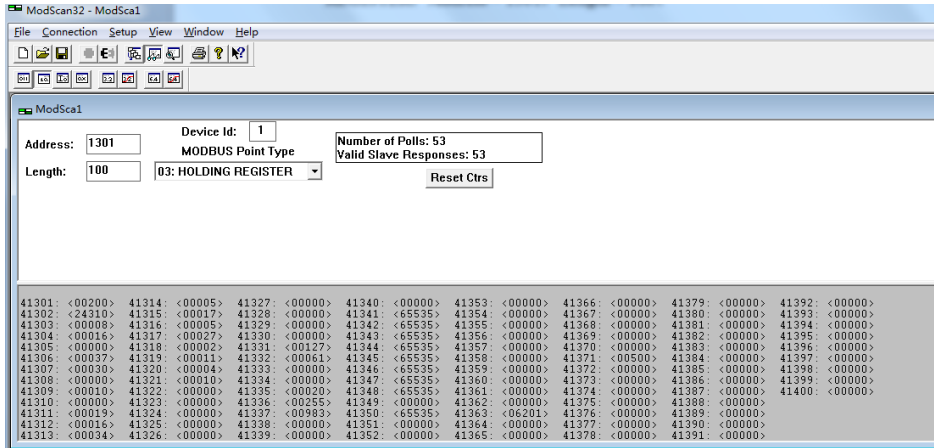 ModScan32 - ModSca1
File Connection Setup View Window Help
ModSca1
Address: 1301
Device Id: 1
MODBUS Point Type
Length: 100
03: HOLDING REGISTER
Number of Polls: 53
Valid Slave Responses: 53
Reset Ctrs
41301: <00200> 41314: <00005> 41327: <00000> 41340: <00000> 41353: <00000> 41366: <00000> 41379: <00000> 41392: <00000>
41302: <24310> 41315: <00017> 41328: <00000> 41341: <65535> 41354: <00000> 41367: <00000> 41380: <00000> 41393: <00000>
41303: <00008> 41316: <00005> 41329: <00000> 41342: <65535> 41355: <00000> 41368: <00000> 41381: <00000> 41394: <00000>
41304: <00016> 41317: <00027> 41330: <00000> 41343: <65535> 41356: <00000> 41369: <00000> 41382: <00000> 41395: <00000>
41305: <00000> 41318: <00002> 41331: <00127> 41344: <65535> 41357: <00000> 41370: <00000> 41383: <00000> 41396: <00000>
41306: <00037> 41319: <00011> 41332: <00061> 41345: <65535> 41358: <00000> 41371: <00500> 41384: <00000> 41397: <00000>
41307: <00030> 41320: <00004> 41333: <00000> 41346: <65535> 41359: <00000> 41372: <00000> 41385: <00000> 41398: <00000>
41308: <00000> 41321: <00010> 41334: <00000> 41347: <65535> 41360: <00000> 41373: <00000> 41386: <00000> 41399: <00000>
41309: <00010> 41322: <00000> 41335: <00020> 41348: <65535> 41361: <00000> 41374: <00000> 41387: <00000> 41400: <00000>
41310: <00000> 41323: <00000> 41336: <00255> 41349: <00000> 41362: <00000> 41375: <00000> 41388: <00000>
41311: <00019> 41324: <00000> 41337: <00983> 41350: <65535> 41363: <06201> 41376: <00000> 41389: <00000>
41312: <00016> 41325: <00000> 41338: <00000> 41351: <00000> 41364: <00000> 41377: <00000> 41390: <00000>
41313: <00034> 41326: <00000> 41339: <00000> 41352: <00000> 41365: <00000> 41378: <00000> 41391: <00000>